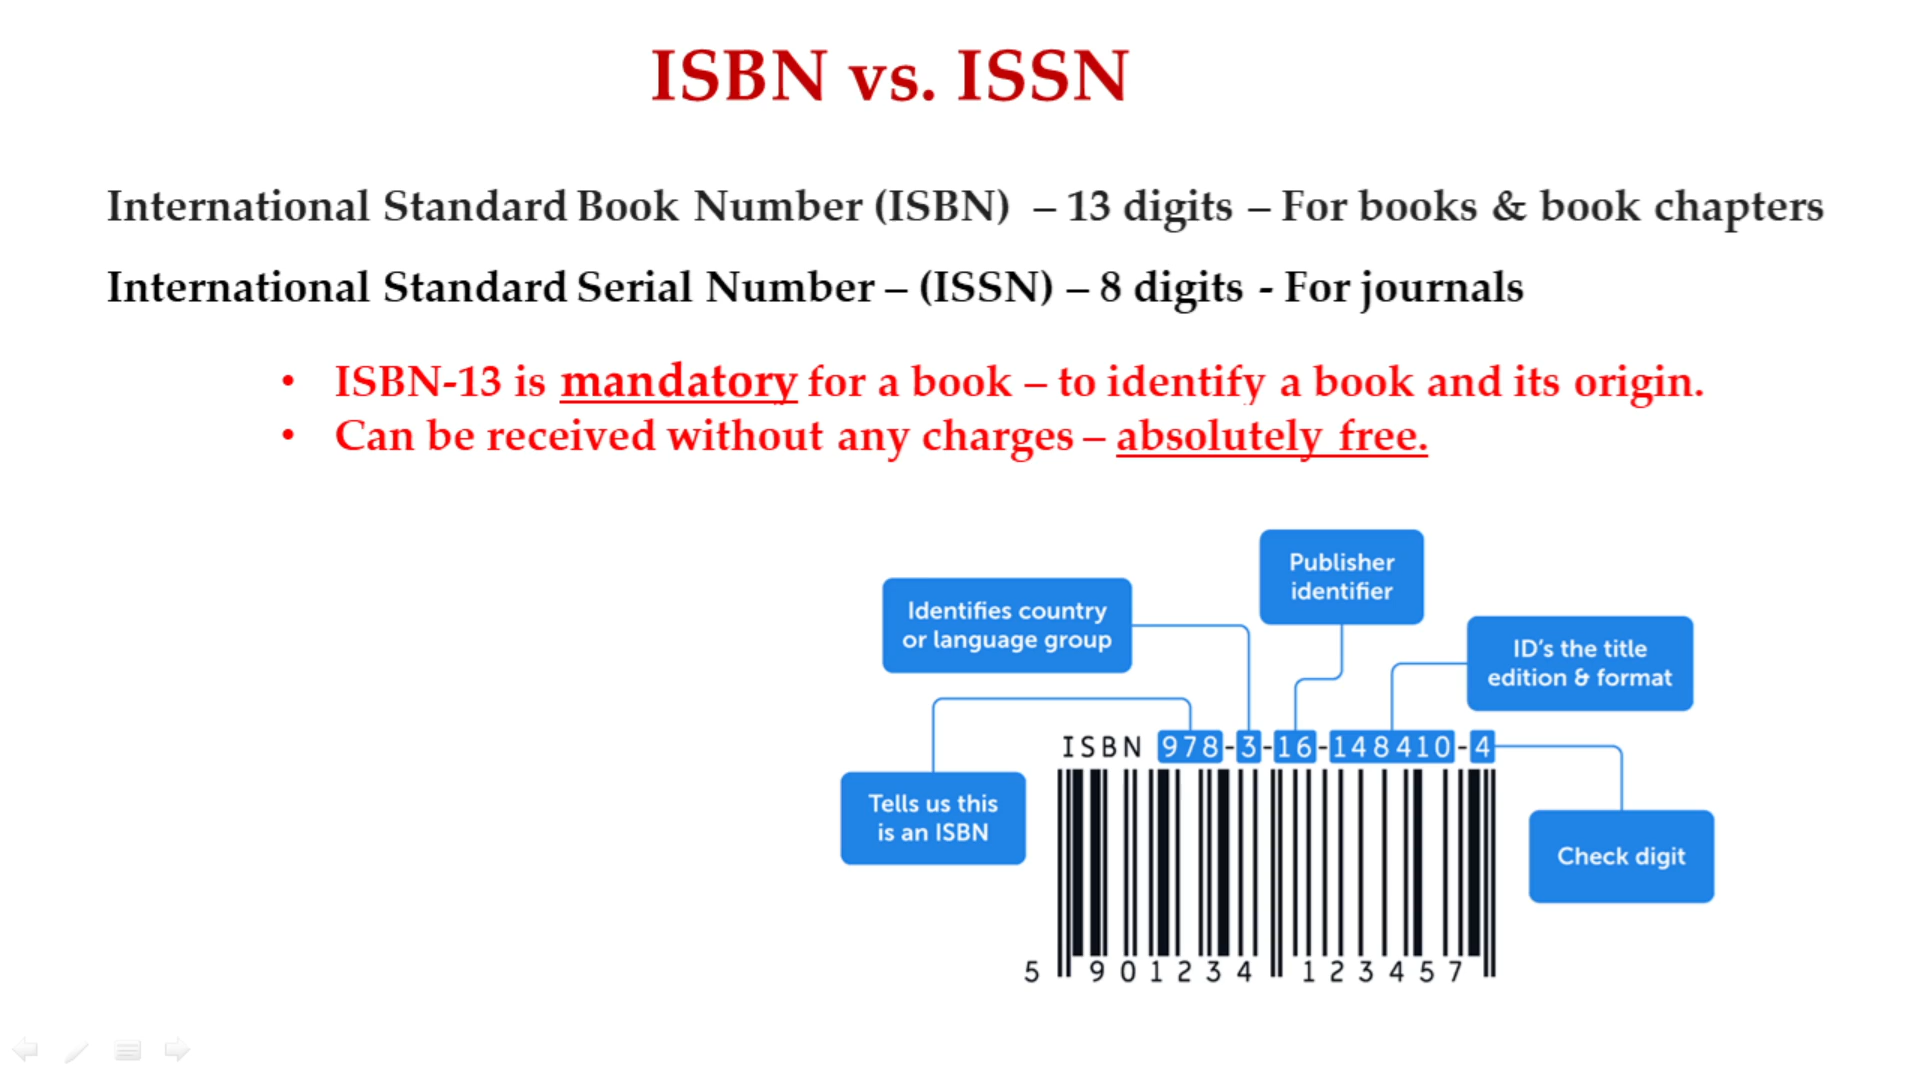 ISBN vs. ISSN
International Standard Book Number (ISBN) – 13 digits – For books & book chapters
International Standard Serial Number – (ISSN) – 8 digits - For journals
• ISBN-13 is mandatory for a book – to identify a book and its origin.
• Can be received without any charges – absolutely free.
Publisher
identifier
Identifies country
or language group
ID's the title
edition & format
ISBN 978-3-16-148410-4
Tells us this
is an ISBN
Check digit
5 901234 123457